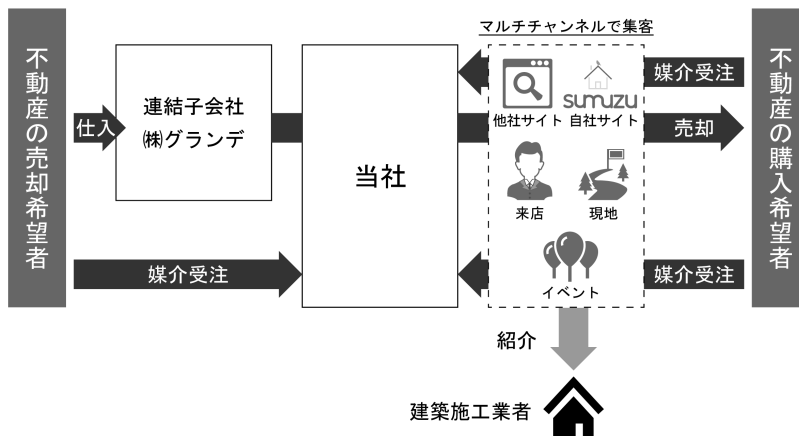 マルチチャンネルで集客
不動産の売却希望者
仕入
連結子会社
㈱グランデ
当社
他社サイト
sumuzu
自社サイト
来店
現地
イベント
媒介受注
売却
媒介受注
媒介受注
不動産の購入希望者
紹介
建築施工業者